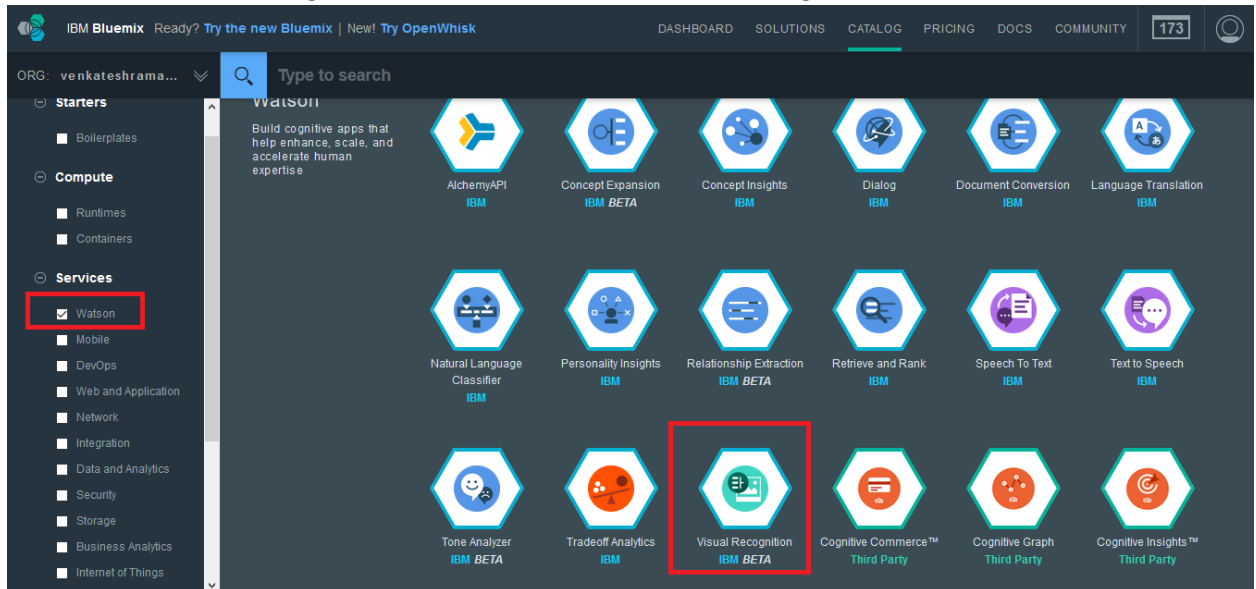 IBM Bluemix Ready? Try the new Bluemix | New! Try OpenWhisk
DASHBOARD SOLUTIONS CATALOG PRICING DOCS COMMUNITY 173
ORG: venkateshrama...
Type to search
Starters
Boilerplates
Compute
Runtimes
Containers
Services
Watson
Mobile
DevOps
Web and Application
Network
Integration
Data and Analytics
Security
Storage
Business Analytics
Internet of Things
Watson
Build cognitive apps that
help enhance, scale, and
accelerate human
expertise
AlchemyAPI
IBM
Concept Expansion
IBM BETA
Concept Insights
IBM
Dialog
IBM
Document Conversion
IBM
A
Language Translation
IBM
Natural Language
Classifier
IBM
Personality Insights
IBM
Relationship Extraction
IBM BETA
Retrieve and Rank
IBM
Speech To Text
IBM
Text to Speech
IBM
Tone Analyzer
IBM BETA
Tradeoff Analytics
IBM
Visual Recognition
IBM BETA
Cognitive Commerce™
Third Party
Cognitive Graph
Third Party
Cognitive Insights™
Third Party